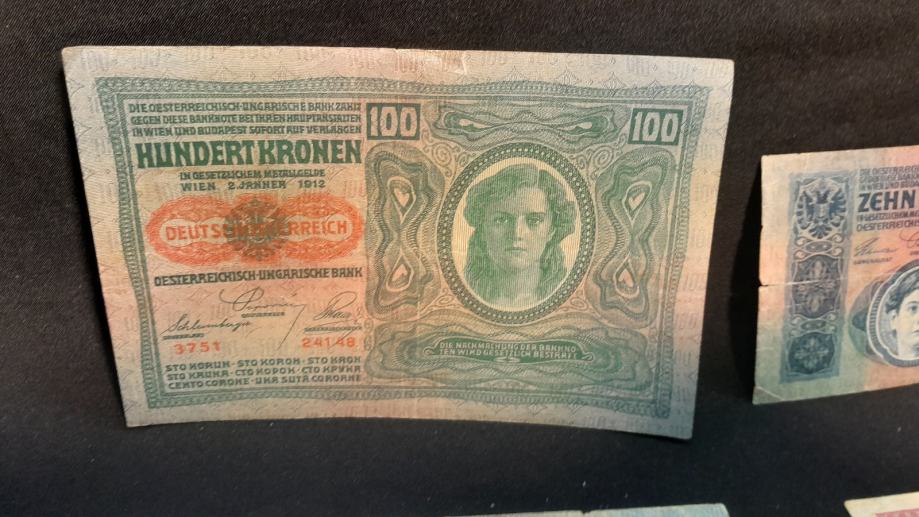 DIE OESTERREICHISCH-UNGARISCHE BANK ZAHLT
GEGEN DIESE BANKNOTE BEI IHREN HAUPTANSTALTEN
IN WIEN UND BUDAPEST SOFORT AUF VERLANGEN
HUNDERT KRONEN
IN GESETZLICHEM METALLGELDE
WIEN, 2. JÄNNER 1912
DEUTSCHÖSTERREICH
OESTERREICHISCH-UNGARISCHE BANK
3751
24148
STO KORUN · STO KORON · STO KRON
STO KRUNA · СТО КОРОН · СТО КРУНА
CENTO CORONE · UNA SUTĂ COROANE
100
100
DIE NACHMACHUNG DER BANKNO-
TEN WIRD GESETZLICH BESTRAFT
ZEHN